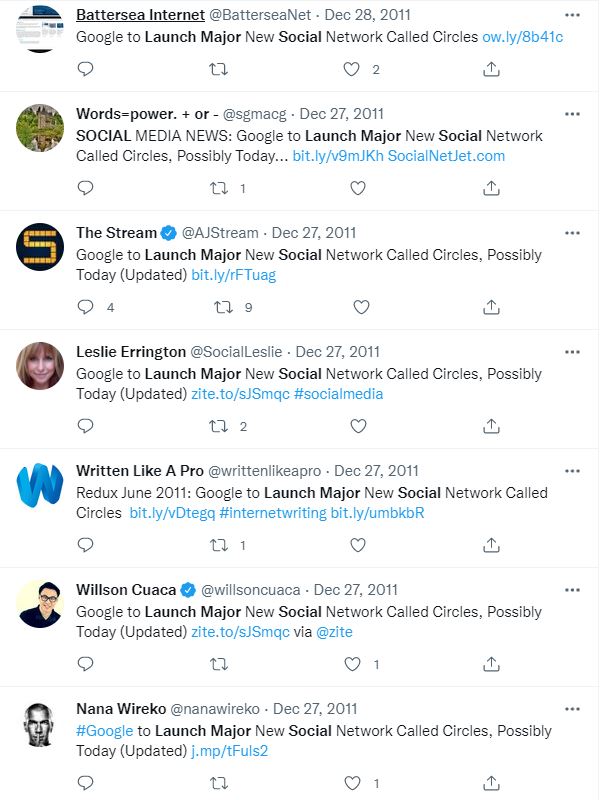 Battersea Internet @BatterseaNet · Dec 28, 2011
Google to Launch Major New Social Network Called Circles ow.ly/8b41c
2
Words=power. + or - @sgmacg · Dec 27, 2011
SOCIAL MEDIA NEWS: Google to Launch Major New Social Network
Called Circles, Possibly Today... bit.ly/v9mJKh SocialNetJet.com
1
The Stream @AJStream · Dec 27, 2011
Google to Launch Major New Social Network Called Circles, Possibly
Today (Updated) bit.ly/rFTuag
4 9
Leslie Errington @SocialLeslie · Dec 27, 2011
Google to Launch Major New Social Network Called Circles, Possibly
Today (Updated) zite.to/sJSmqc #socialmedia
2
Written Like A Pro @writtenlikeapro · Dec 27, 2011
Redux June 2011: Google to Launch Major New Social Network Called
Circles bit.ly/vDtegq #internetwriting bit.ly/umbkbR
1
Willson Cuaca @willsoncuaca · Dec 27, 2011
Google to Launch Major New Social Network Called Circles, Possibly
Today (Updated) zite.to/sJSmqc via @zite
1
Nana Wireko @nanawireko · Dec 27, 2011
#Google to Launch Major New Social Network Called Circles, Possibly
Today (Updated) j.mp/tFuls2
1